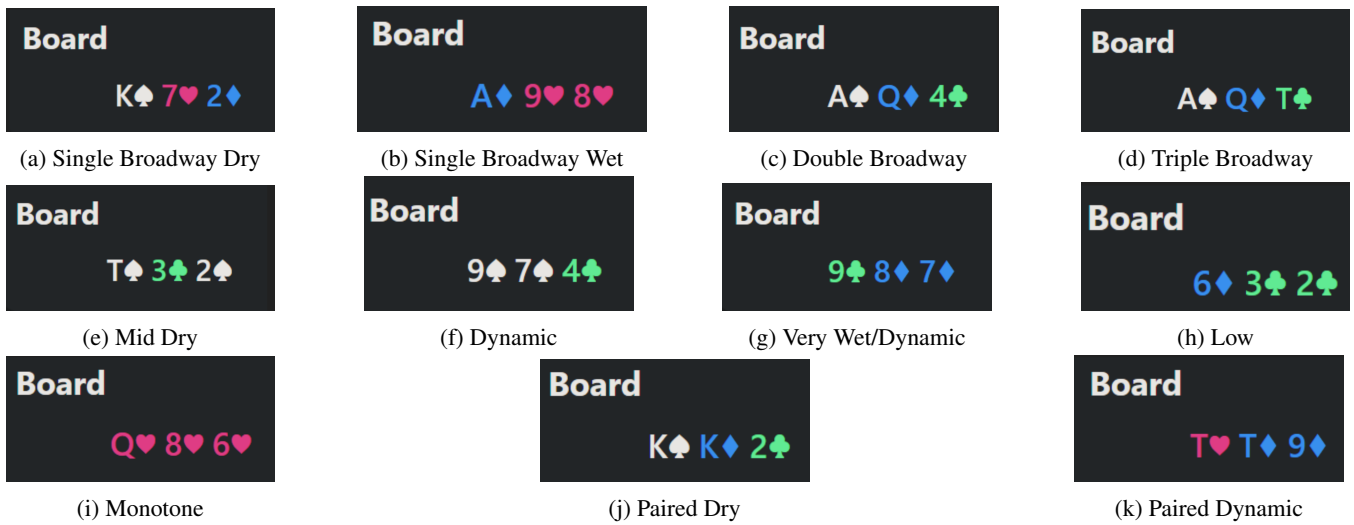 Board
K♠ 7♥ 2♦
(a) Single Broadway Dry
Board
A♦ 9♥ 8♥
(b) Single Broadway Wet
Board
A♠ Q♦ 4♣
(c) Double Broadway
Board
A♠ Q♦ T♣
(d) Triple Broadway
Board
T♠ 3♣ 2♠
(e) Mid Dry
Board
9♠ 7♠ 4♣
(f) Dynamic
Board
9♣ 8♦ 7♦
(g) Very Wet/Dynamic
Board
6♦ 3♣ 2♣
(h) Low
Board
Q♥ 8♥ 6♥
(i) Monotone
Board
K♠ K♦ 2♣
(j) Paired Dry
Board
T♥ T♦ 9♦
(k) Paired Dynamic